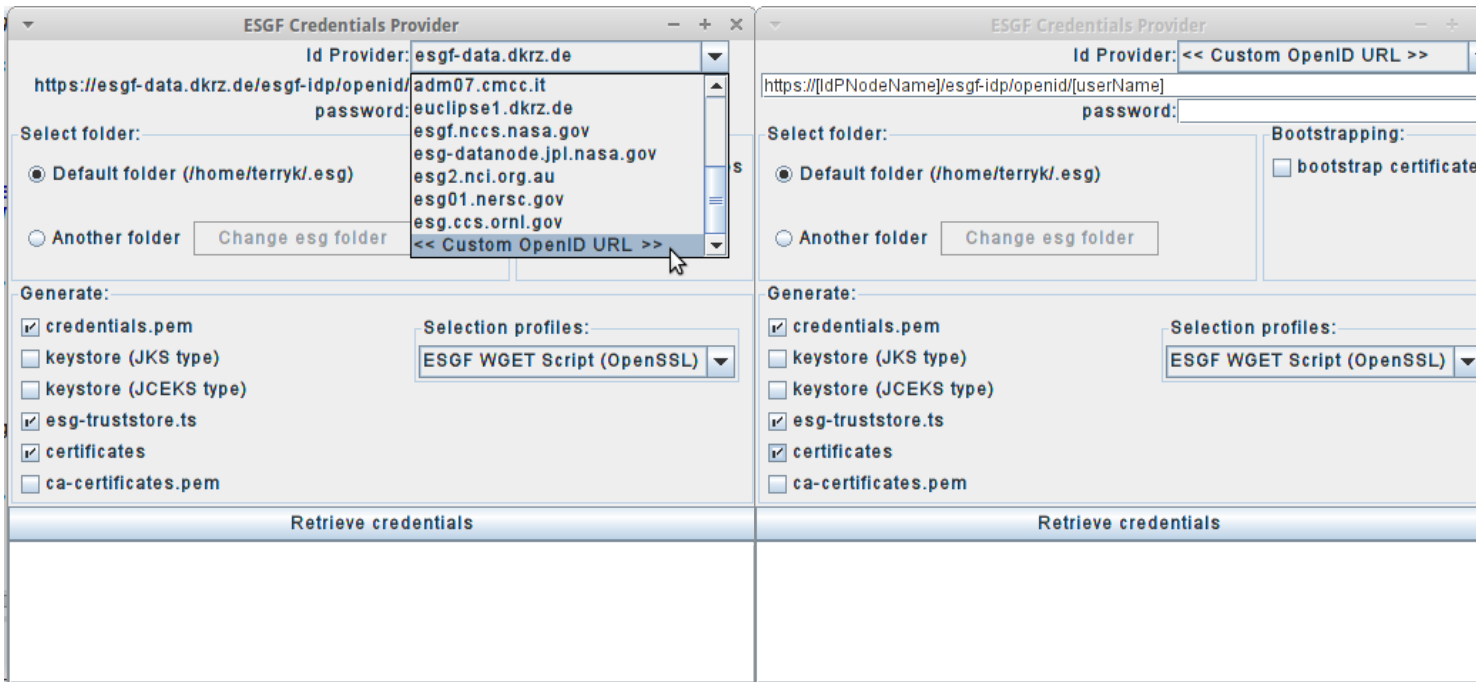 ESGF Credentials Provider
Id Provider: esgf-data.dkrz.de
https://esgf-data.dkrz.de/esgf-idp/openid/
adm07.cmcc.it
password:
euclipse1.dkrz.de
Select folder:
esgf.nccs.nasa.gov
esg-datanode.jpl.nasa.gov
Default folder (/home/terryk/.esg)
esg2.nci.org.au
esg01.nersc.gov
esg.ccs.ornl.gov
Another folder
Change esg folder
<< Custom OpenID URL >>
Generate:
credentials.pem
keystore (JKS type)
keystore (JCEKS type)
esg-truststore.ts
certificates
ca-certificates.pem
Selection profiles:
ESGF WGET Script (OpenSSL)
Retrieve credentials
ESGF Credentials Provider
Id Provider: << Custom OpenID URL >>
https://[IdPNodeName]/esgf-idp/openid/[userName]
password:
Select folder:
Default folder (/home/terryk/.esg)
Another folder
Change esg folder
Bootstrapping:
bootstrap certificate
Generate:
credentials.pem
keystore (JKS type)
keystore (JCEKS type)
esg-truststore.ts
certificates
ca-certificates.pem
Selection profiles:
ESGF WGET Script (OpenSSL)
Retrieve credentials